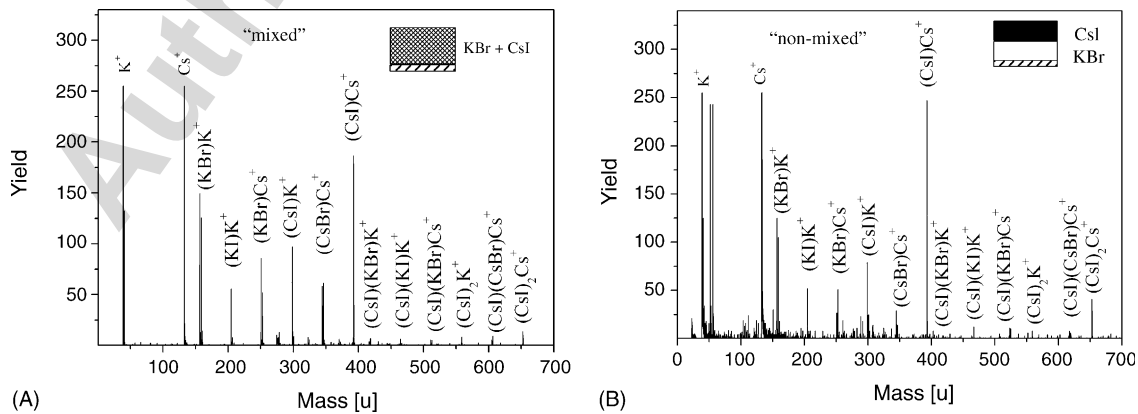 300
250
200
150
100
50
Yield
"mixed"
KBr + CsI
K+
Cs+
(KBr)K+
(KI)K+
(KBr)Cs+
(CsI)K+
(CsBr)Cs+
(CsI)Cs+
(CsI)(KBr)K+
(CsI)(KI)K+
(CsI)(KBr)Cs+
(CsI)2K+
(CsI)(CsBr)Cs+
(CsI)2Cs+
100 200 300 400 500 600 700
Mass [u]
(A)
Auth
300
250
200
150
100
50
Yield
"non-mixed"
CsI
KBr
K+
Cs+
(KBr)K+
(KI)K+
(KBr)Cs+
(CsI)K+
(CsBr)Cs+
(CsI)Cs+
(CsI)(KBr)K+
(CsI)(KI)K+
(CsI)(KBr)Cs+
(CsI)2K+
(CsI)(CsBr)Cs+
(CsI)2Cs+
0 100 200 300 400 500 600 700
Mass [u]
(B)